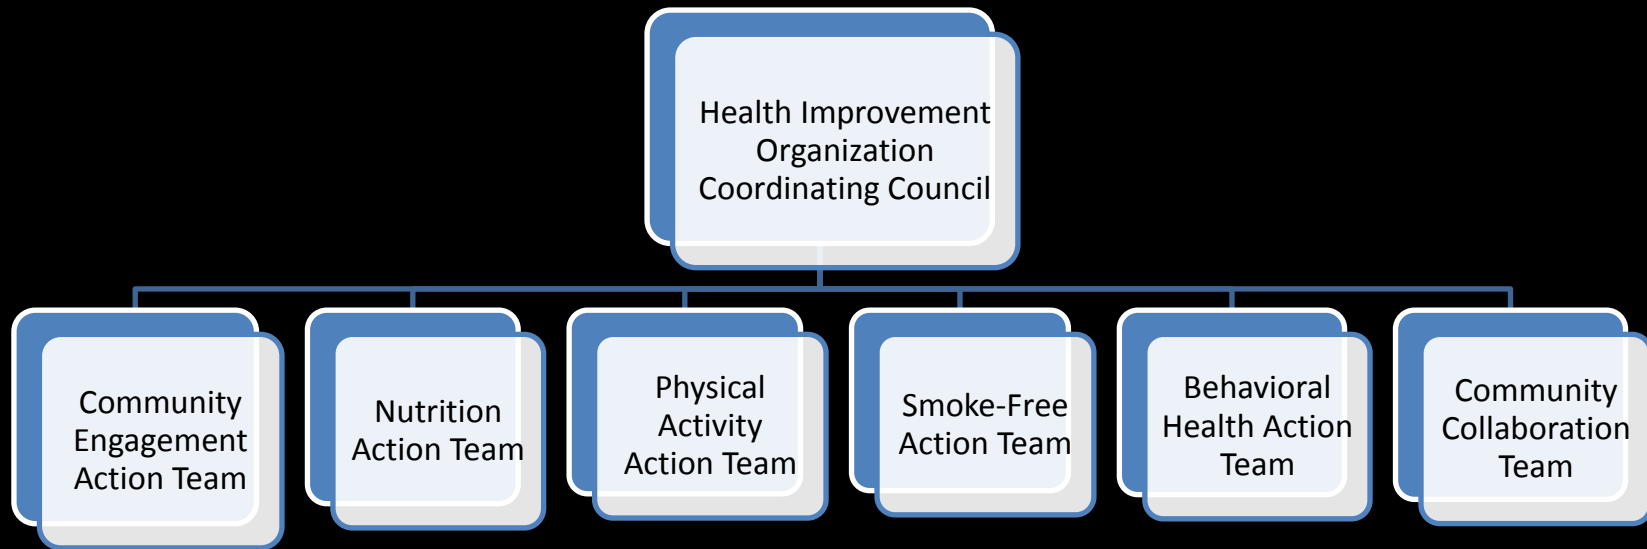 Health Improvement
Organization
Coordinating Council
Community
Engagement
Action Team
Nutrition
Action Team
Physical
Activity
Action Team
Smoke-Free
Action Team
Behavioral
Health Action
Team
Community
Collaboration
Team